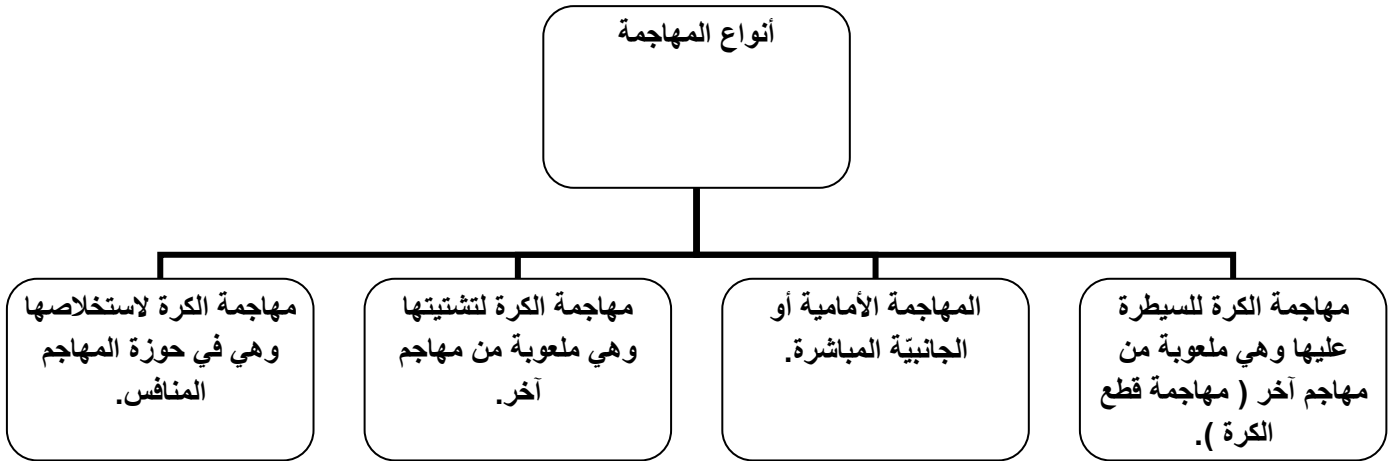 أنواع المهاجمة
مهاجمة الكرة للسيطرة
عليها وهي ملعوبة من
مهاجم آخر ( مهاجمة قطع
الكرة ).
المهاجمة الأمامية أو
الجانبيّة المباشرة.
مهاجمة الكرة لتشتيتها
وهي ملعوبة من مهاجم
آخر.
مهاجمة الكرة لاستخلاصها
وهي في حوزة المهاجم
المنافس.